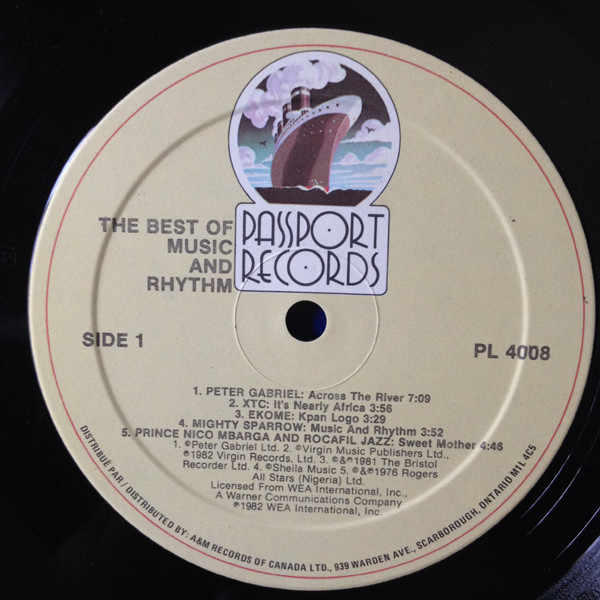 THE BEST OF
MUSIC
AND
RHYTHM
PASSPORT
RECORDS
SIDE 1
PL 4008
1. PETER GABRIEL: Across The River 7:09
2. XTC: It's Nearly Africa 3:56
3. EKOME: Kpan Logo 3:29
4. MIGHTY SPARROW: Music And Rhythm 3:52
5. PRINCE NICO MBARGA AND ROCAFIL JAZZ: Sweet Mother 4:46
1. ©Peter Gabriel Ltd. 2. ©Virgin Music Publishers Ltd.,
℗1982 Virgin Records, Ltd. 3. ©&℗1981 The Bristol
Recorder Ltd. 4. ©Sheila Music 5. ©&℗1976 Rogers
All Stars (Nigeria) Ltd.
Licensed From WEA International, Inc.,
A Warner Communications Company
℗1982 WEA International, Inc.
DISTRIBUE PAR / DISTRIBUTED BY: A&M RECORDS OF CANADA LTD., 939 WARDEN AVE., SCARBOROUGH, ONTARIO M1L 4C5